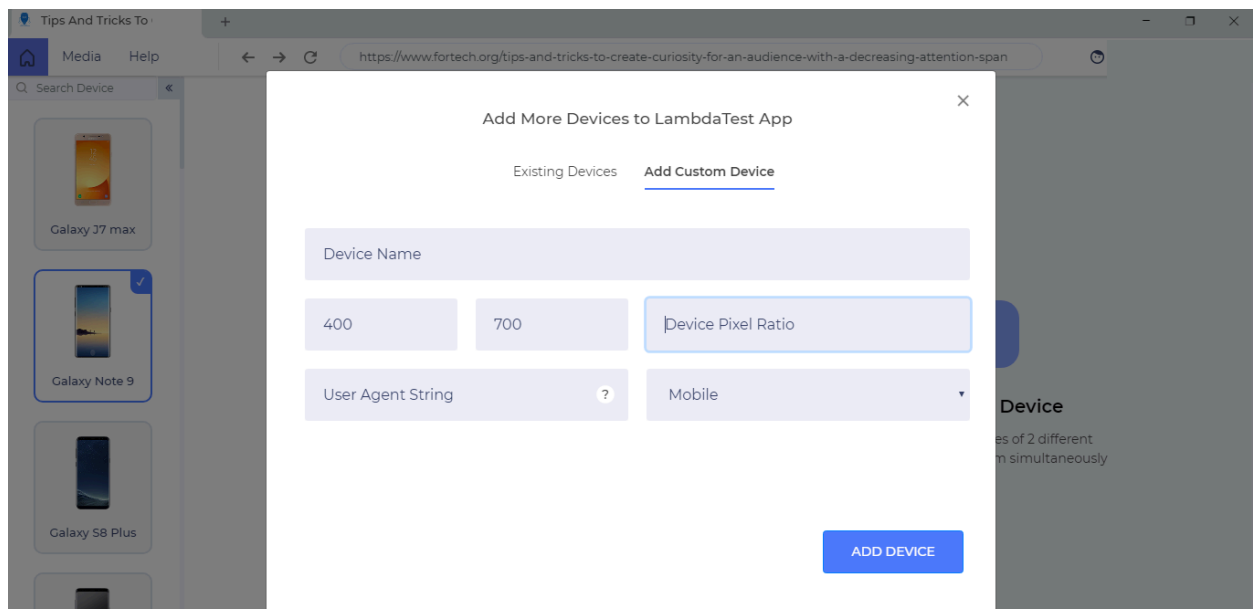 Tips And Tricks To
Media Help
https://www.fortech.org/tips-and-tricks-to-create-curiosity-for-an-audience-with-a-decreasing-attention-span
Search Device
Galaxy J7 max
Galaxy Note 9
Galaxy S8 Plus
Add More Devices to LambdaTest App
Existing Devices Add Custom Device
Device Name
400 700 Device Pixel Ratio
User Agent String ? Mobile
ADD DEVICE
Device
es of 2 different
simultaneously